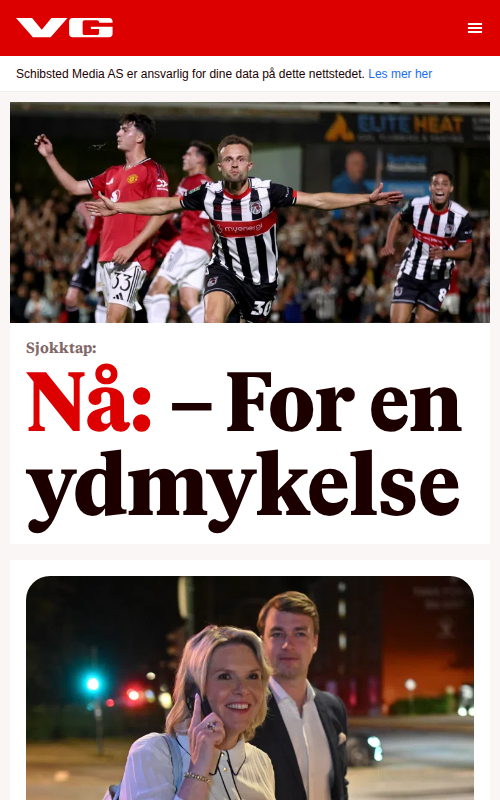 VG
Schibsted Media AS er ansvarlig for dine data på dette nettstedet. Les mer her
ELITE HEAT
myenergi
33
30
8
Sjokktap:
Nå: – For en
ydmykelse